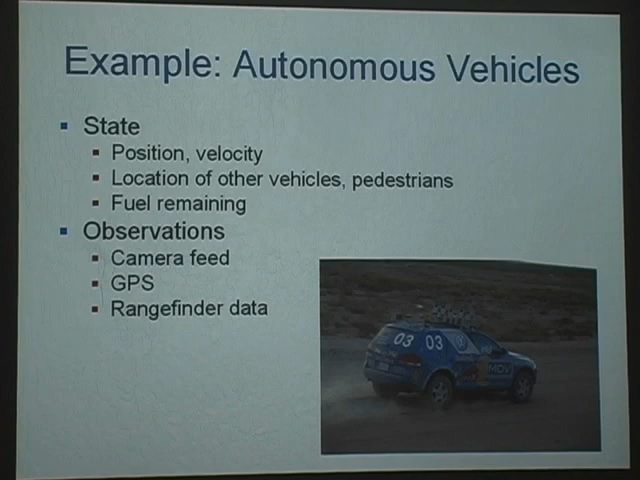 Example: Autonomous Vehicles
State
Position, velocity
Location of other vehicles, pedestrians
Fuel remaining
Observations
Camera feed
GPS
Rangefinder data
03 03
MDV